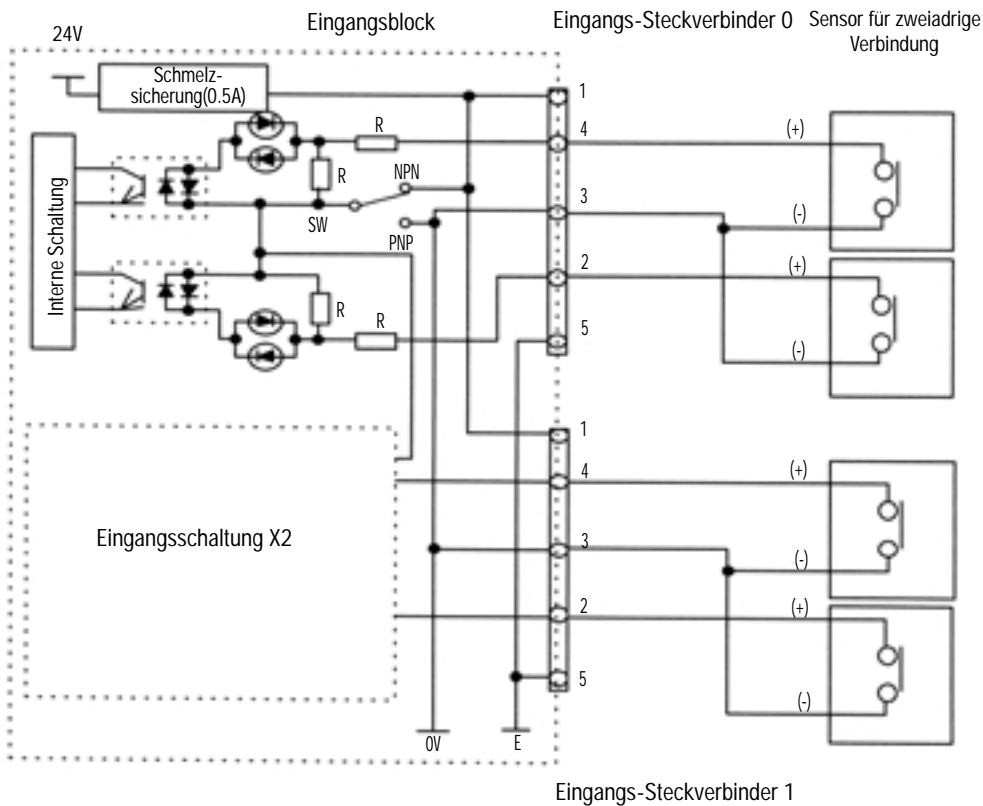 Eingangsblock
Eingangs-Steckverbinder 0
Sensor für zweiadrige
Verbindung
24V
Schmelz-
sicherung(0.5A)
1
R
4
(+)
R
NPN
3
(-)
SW
PNP
Interne Schaltung
2
(+)
R
R
5
(-)
1
4
(+)
Eingangsschaltung X2
3
(-)
2
(+)
5
(-)
0V
E
Eingangs-Steckverbinder 1